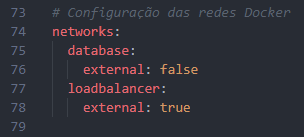 73 # Configuração das redes Docker
74 networks:
75 database:
76 external: false
77 loadbalancer:
78 external: true
79